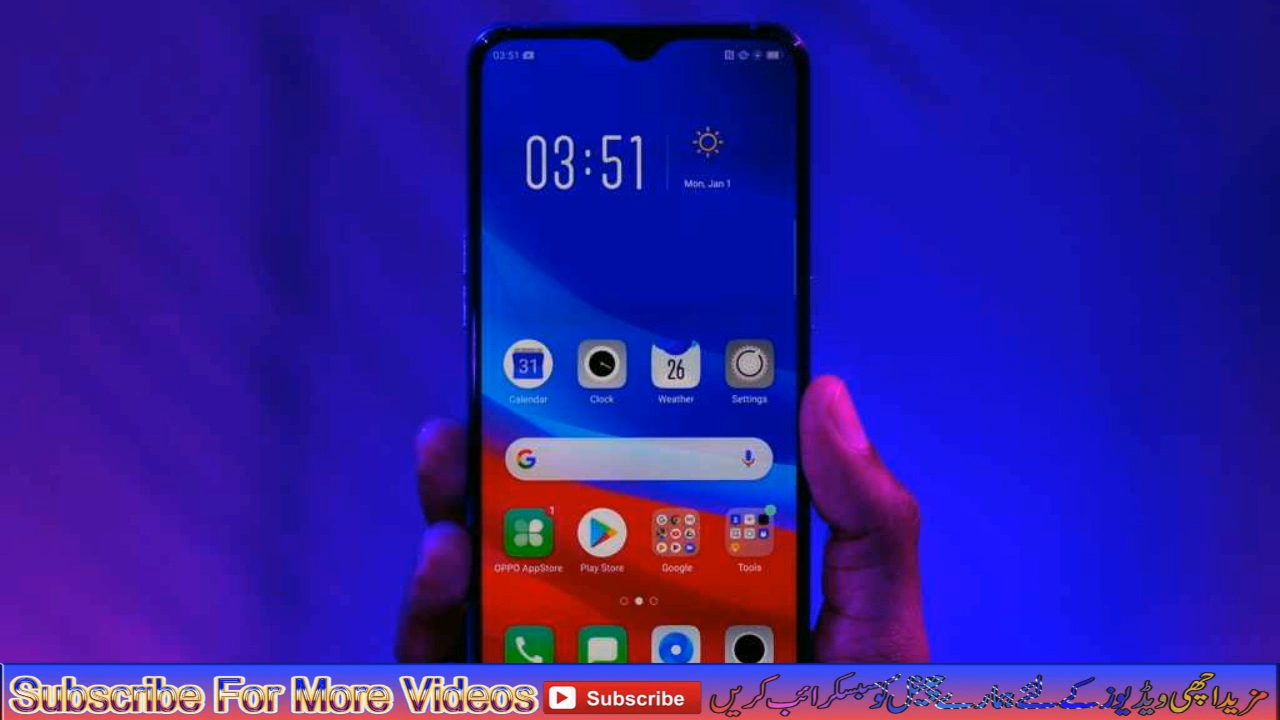 03:51
03:51
Mon, Jan 1
31
26
Calendar Clock Weather Settings
1
OPPO AppStore Play Store Google Tools
Subscribe For More Videos Subscribe مزید اچھی ویڈیوز کے لئے ہمارے چینل کو سبسکرائب کریں